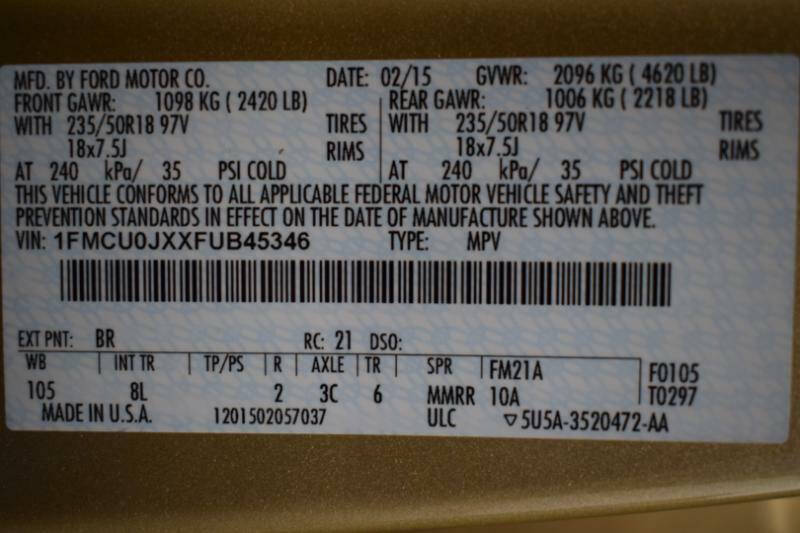 MFD. BY FORD MOTOR CO. DATE: 02/15 GVWR: 2096 KG ( 4620 LB)
FRONT GAWR: 1098 KG ( 2420 LB) REAR GAWR: 1006 KG ( 2218 LB)
WITH 235/50R18 97V TIRES WITH 235/50R18 97V TIRES
18x7.5J RIMS 18x7.5J RIMS
AT 240 kPa/ 35 PSI COLD AT 240 kPa/ 35 PSI COLD
THIS VEHICLE CONFORMS TO ALL APPLICABLE FEDERAL MOTOR VEHICLE SAFETY AND THEFT
PREVENTION STANDARDS IN EFFECT ON THE DATE OF MANUFACTURE SHOWN ABOVE.
VIN: 1FMCU0JXXFUB45346 TYPE: MPV
EXT PNT: BR RC: 21 DSO:
WB INT TR TP/PS R AXLE TR SPR FM21A F0105
105 8L 2 3C 6 MMRR 10A T0297
MADE IN U.S.A. 1201502057037 ULC ▽5U5A-3520472-AA